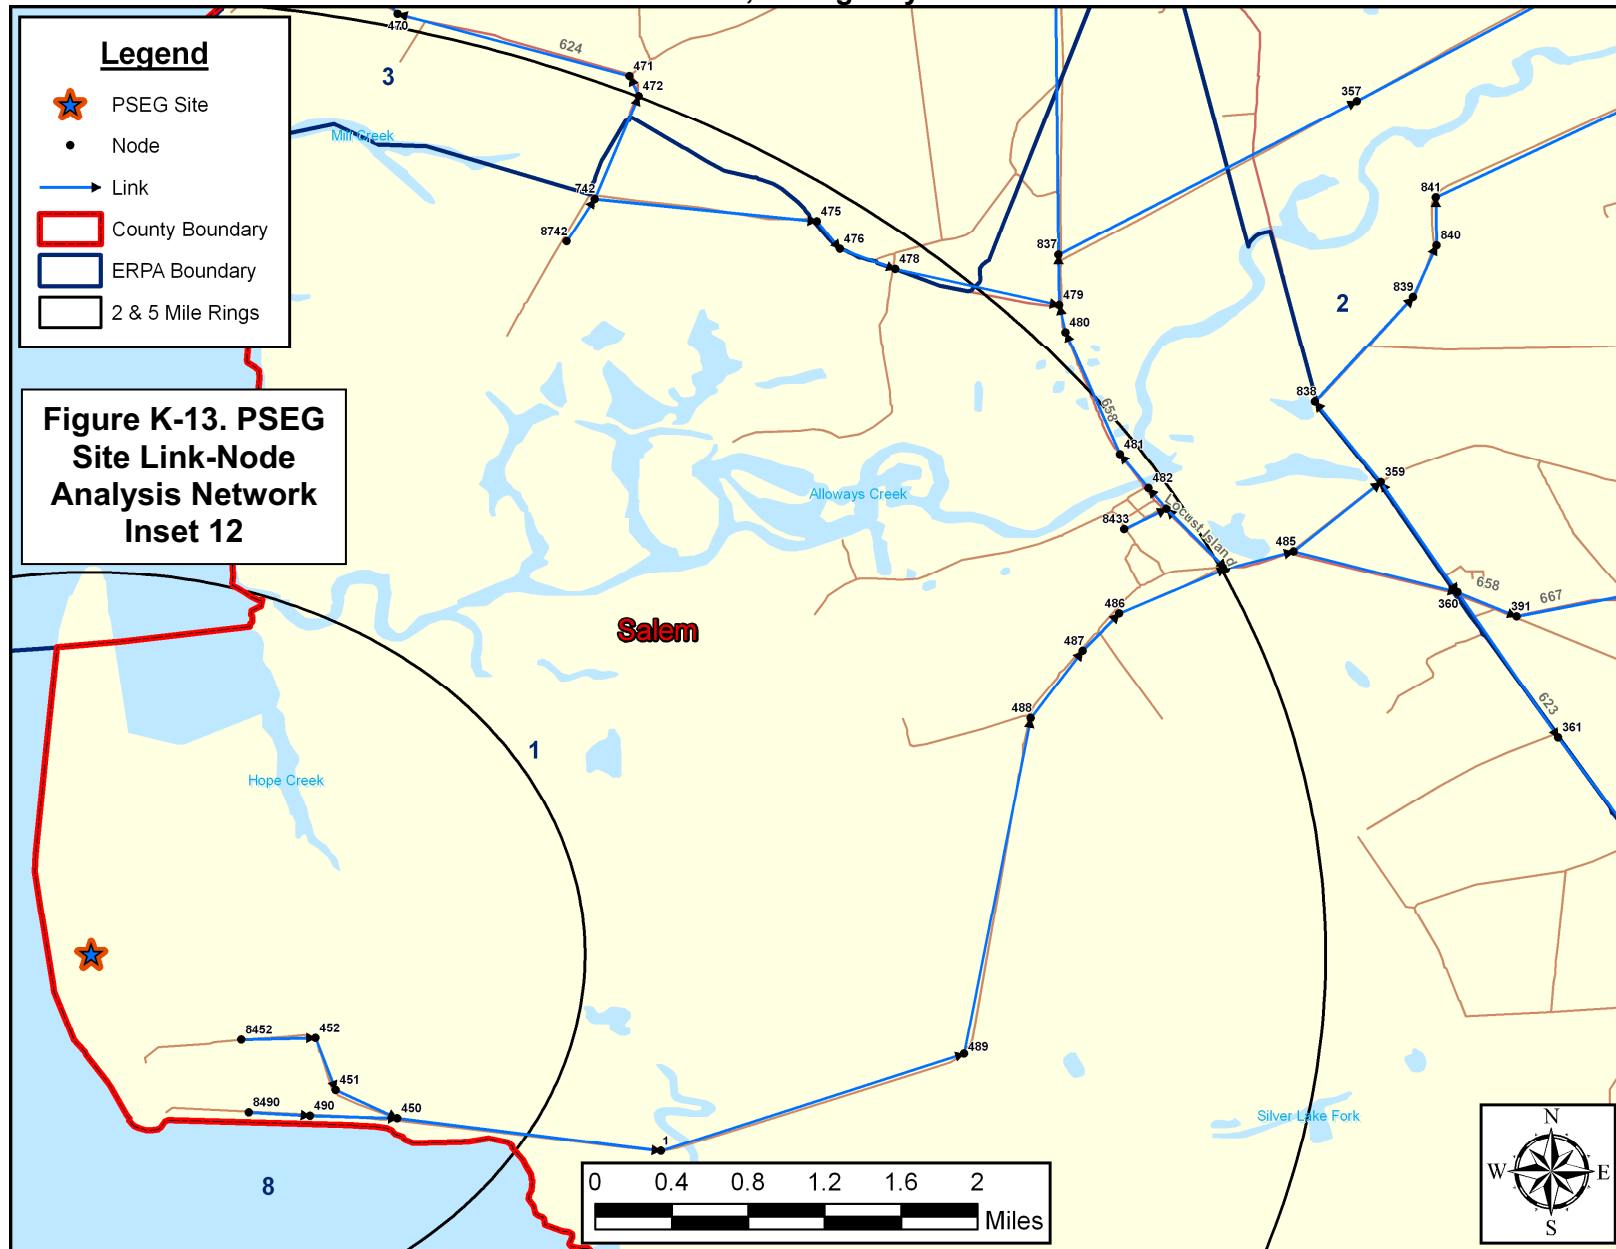 Legend
PSEG Site
Node
Link
County Boundary
ERPA Boundary
2 & 5 Mile Rings
Figure K-13. PSEG
Site Link-Node
Analysis Network
Inset 12
470
624
471
472
3
Mill Creek
742
8742
475
476
478
837
479
480
357
841
840
839
2
838
658
481
482
Locust Island
8433
Alloways Creek
359
485
360
658
667
391
486
487
488
Salem
623
361
1
Hope Creek
489
8452
452
451
8490
490
450
1
Silver Lake Fork
8
0 0.4 0.8 1.2 1.6 2
Miles
N
W E
S